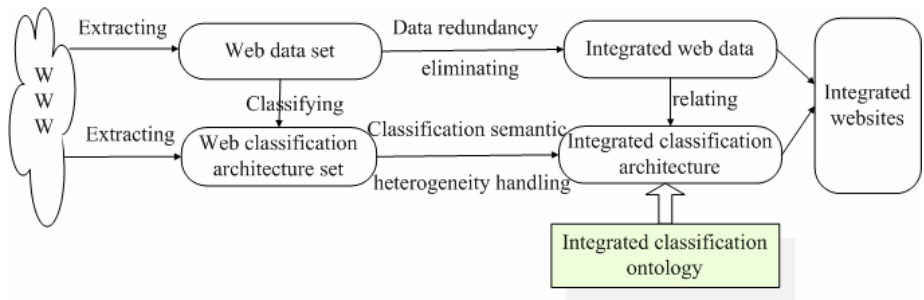 W
W
W
Extracting
Web data set
Data redundancy
eliminating
Integrated web data
Classifying
relating
Integrated
websites
Extracting
Web classification
architecture set
Classification semantic
heterogeneity handling
Integrated classification
architecture
Integrated classification
ontology